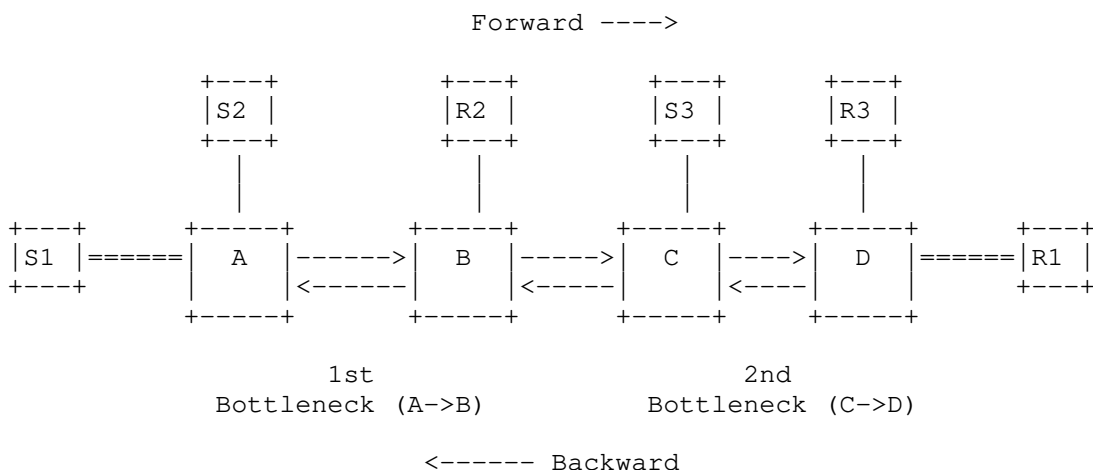 Forward ---->
S2 R2 S3 R3
S1 A B C D R1
1st 2nd
Bottleneck (A->B) Bottleneck (C->D)
<------ Backward